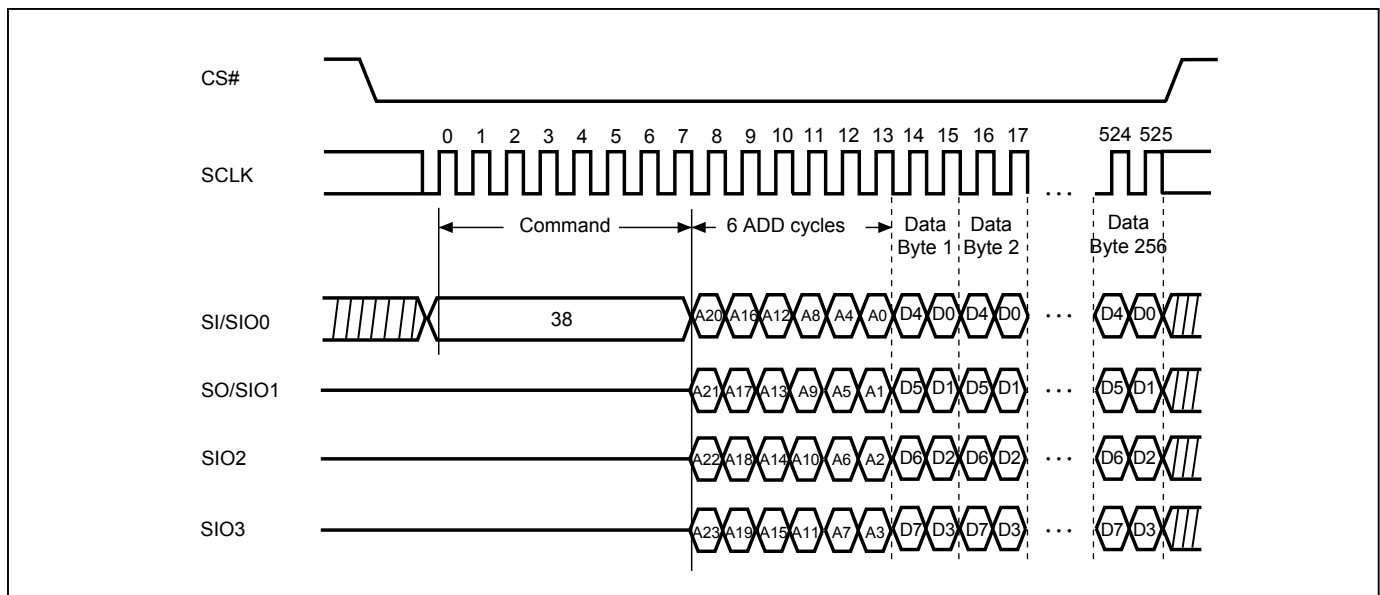 CS#
0 1 2 3 4 5 6 7 8 9 10 11 12 13 14 15 16 17 524 525
SCLK
...
Command 6 ADD cycles Data Data Data
Byte 1 Byte 2 Byte 256
SI/SIO0 38 A20 A16 A12 A8 A4 A0 D4 D0 D4 D0 ... D4 D0
SO/SIO1 A21 A17 A13 A9 A5 A1 D5 D1 D5 D1 ... D5 D1
SIO2 A22 A18 A14 A10 A6 A2 D6 D2 D6 D2 ... D6 D2
SIO3 A23 A19 A15 A11 A7 A3 D7 D3 D7 D3 ... D7 D3